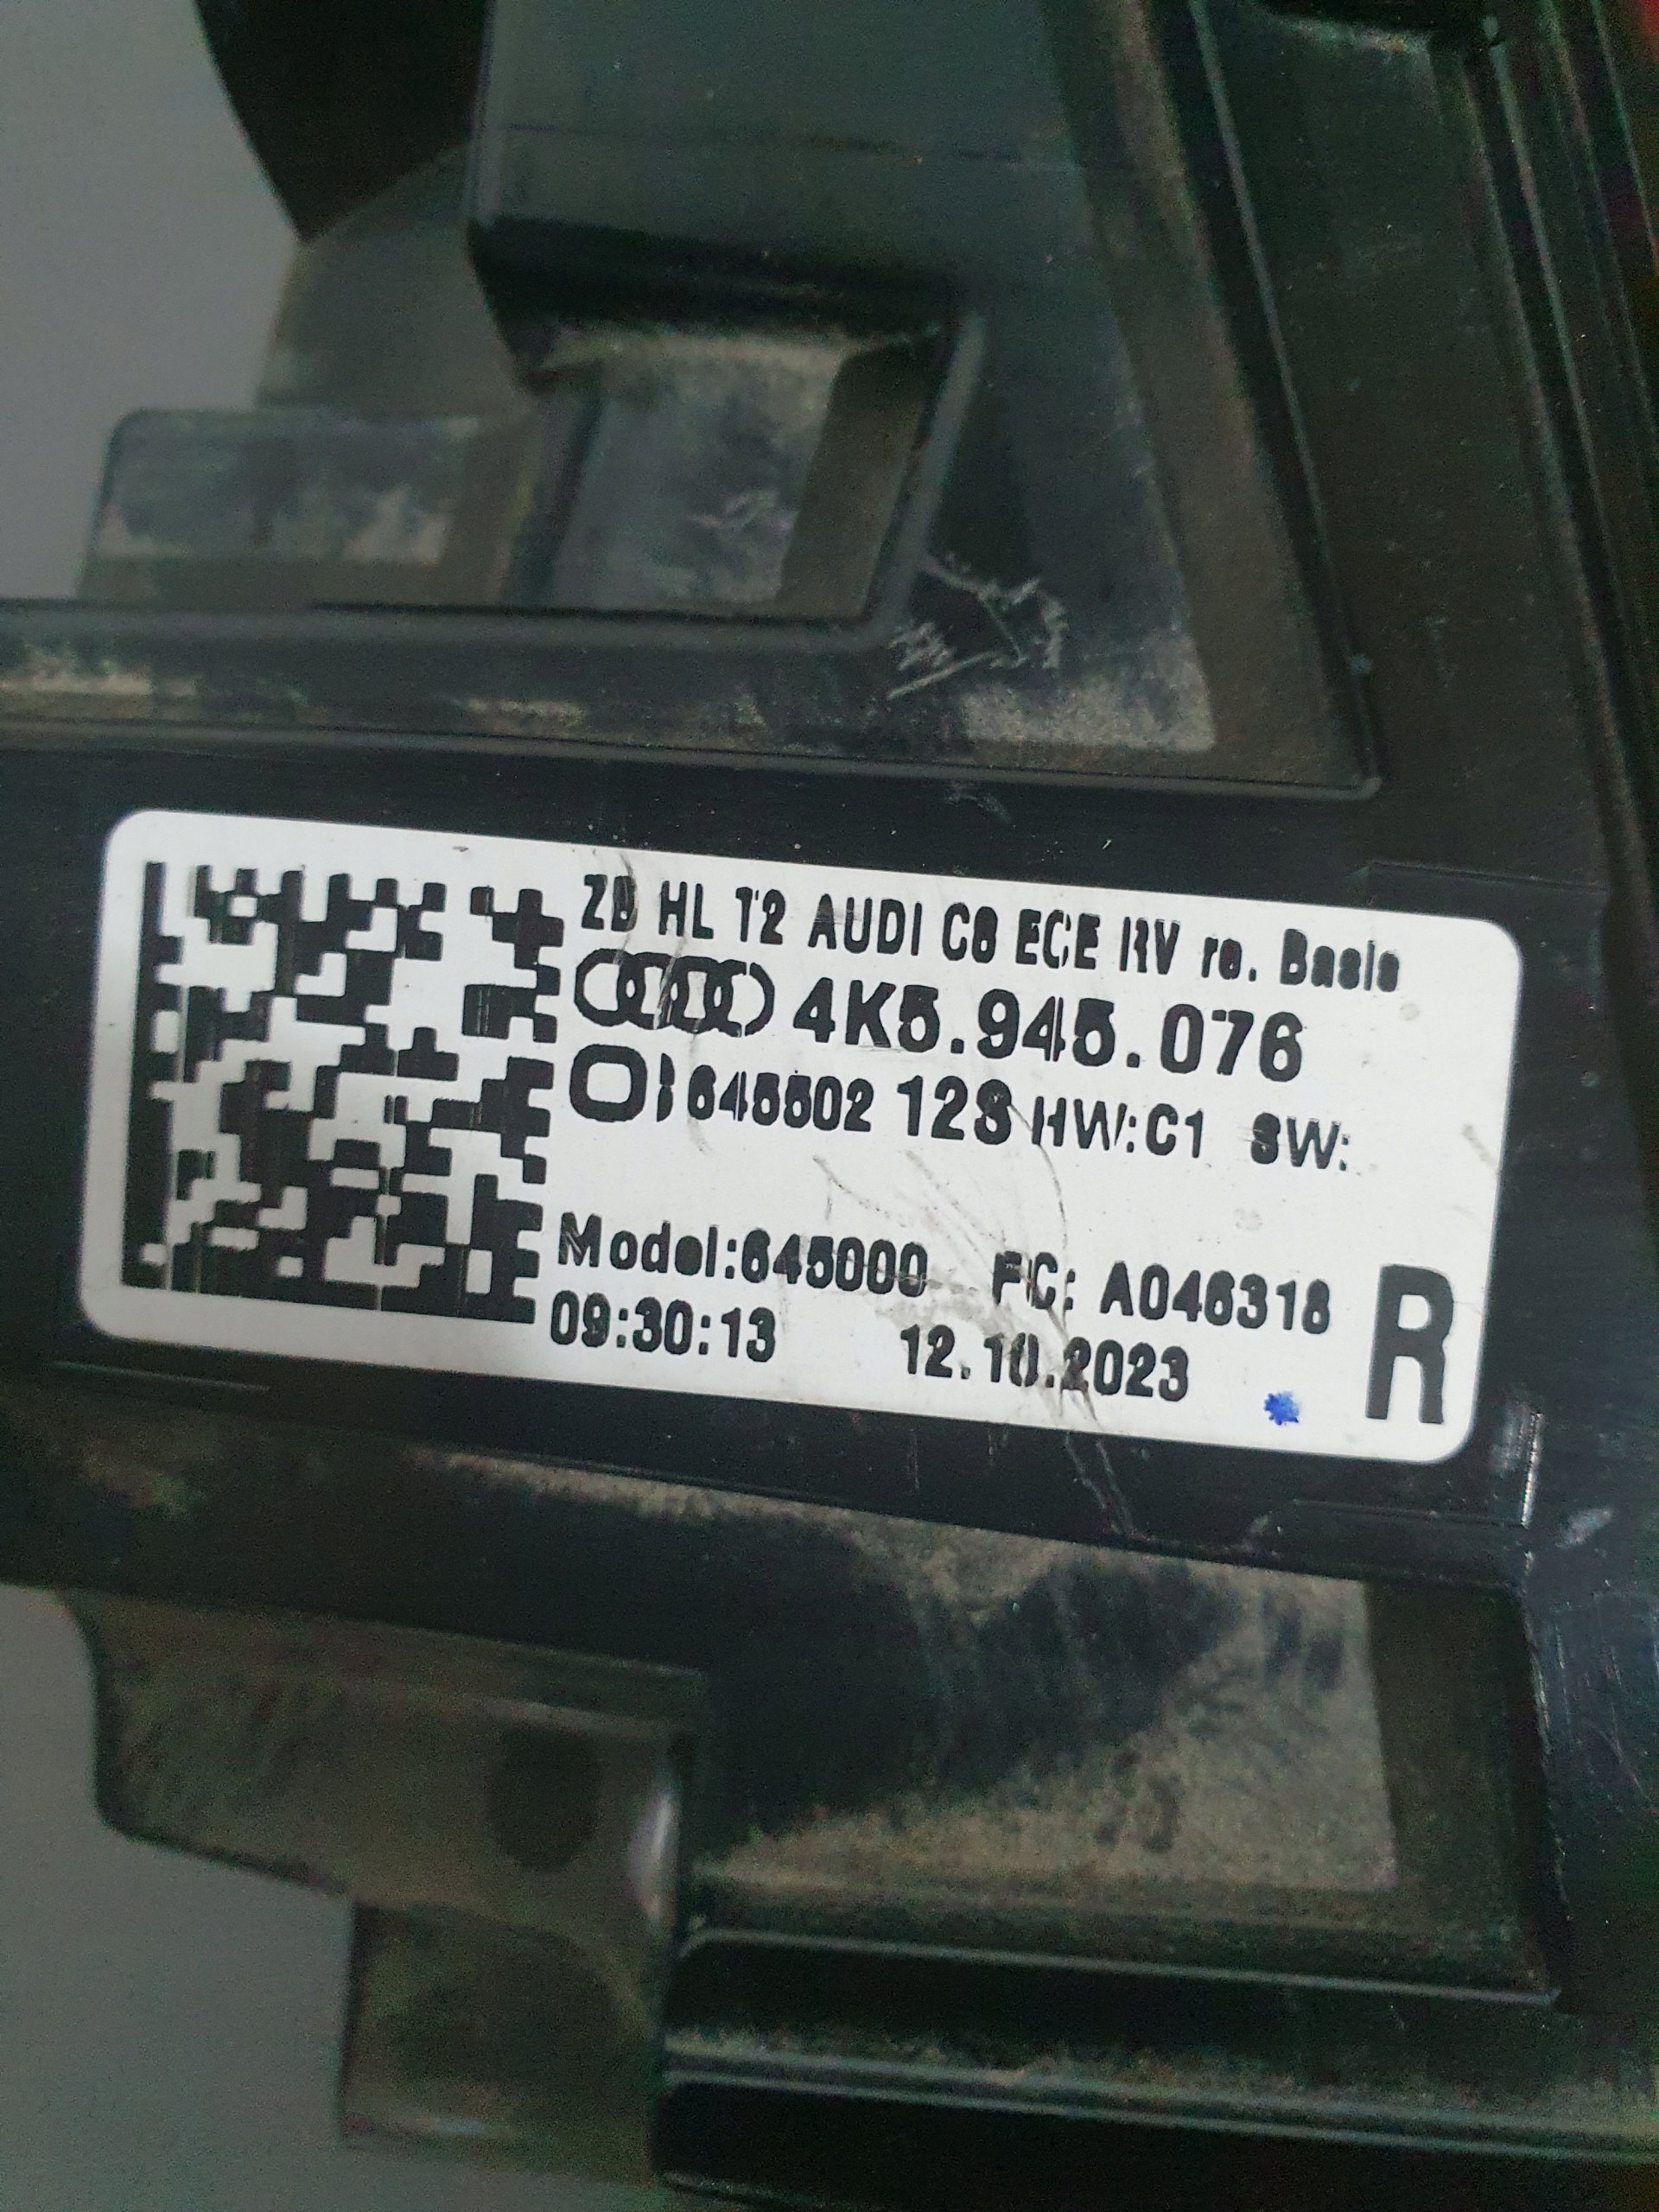 ZB HL T2 AUDI C8 ECE RV re. Basis
4K5.945.076
645502 12S HW:C1 SW:
Model:645000 FC: A046318
R
09:30:13 12.10.2023